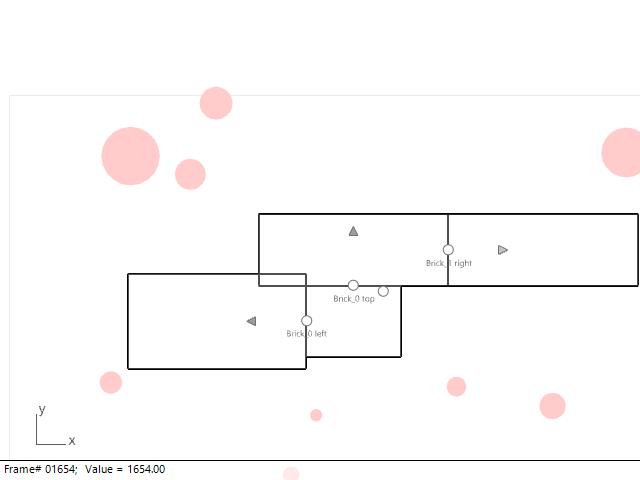 Brick_1 right
Brick_0 top
Brick_0 left
y
x
Frame# 01654; Value = 1654.00